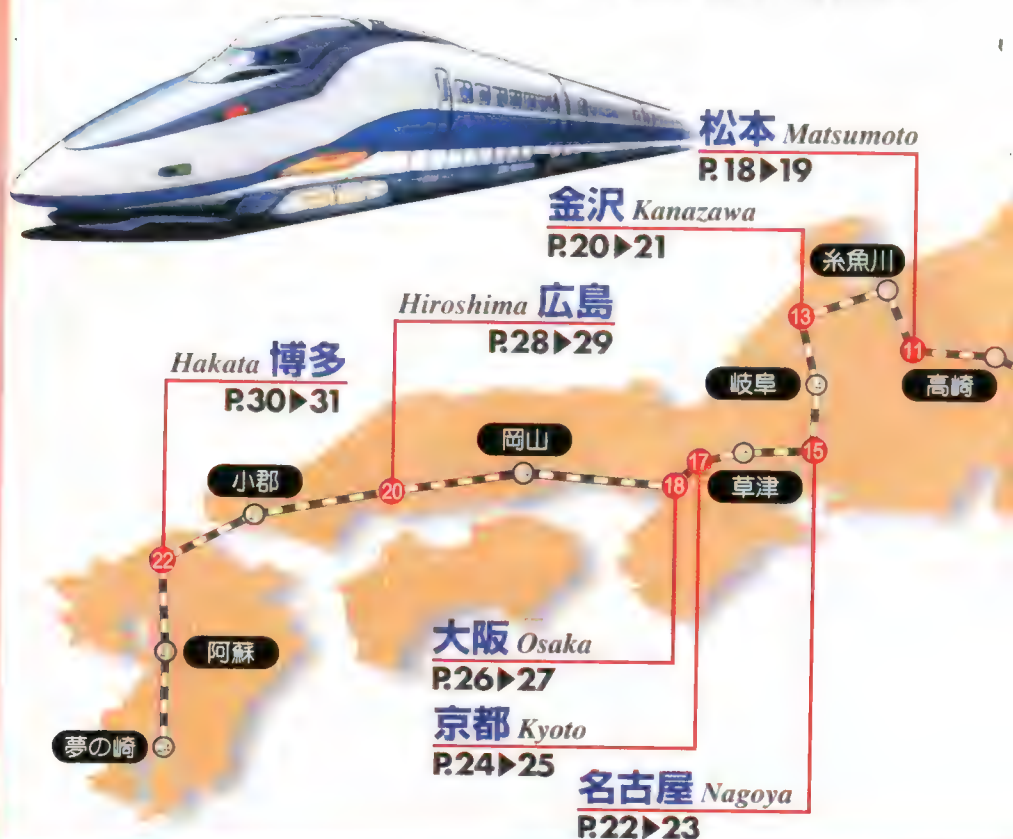 松本 Matsumoto
P.18▶19
金沢 Kanazawa
P.20▶21
糸魚川
Hiroshima 広島
P.28▶29
13
Hakata 博多
P.30▶31
11
岐阜
高崎
岡山
17
15
小郡
20
18
草津
22
阿蘇
大阪 Osaka
P.26▶27
京都 Kyoto
P.24▶25
夢の崎
名古屋 Nagoya
P.22▶23